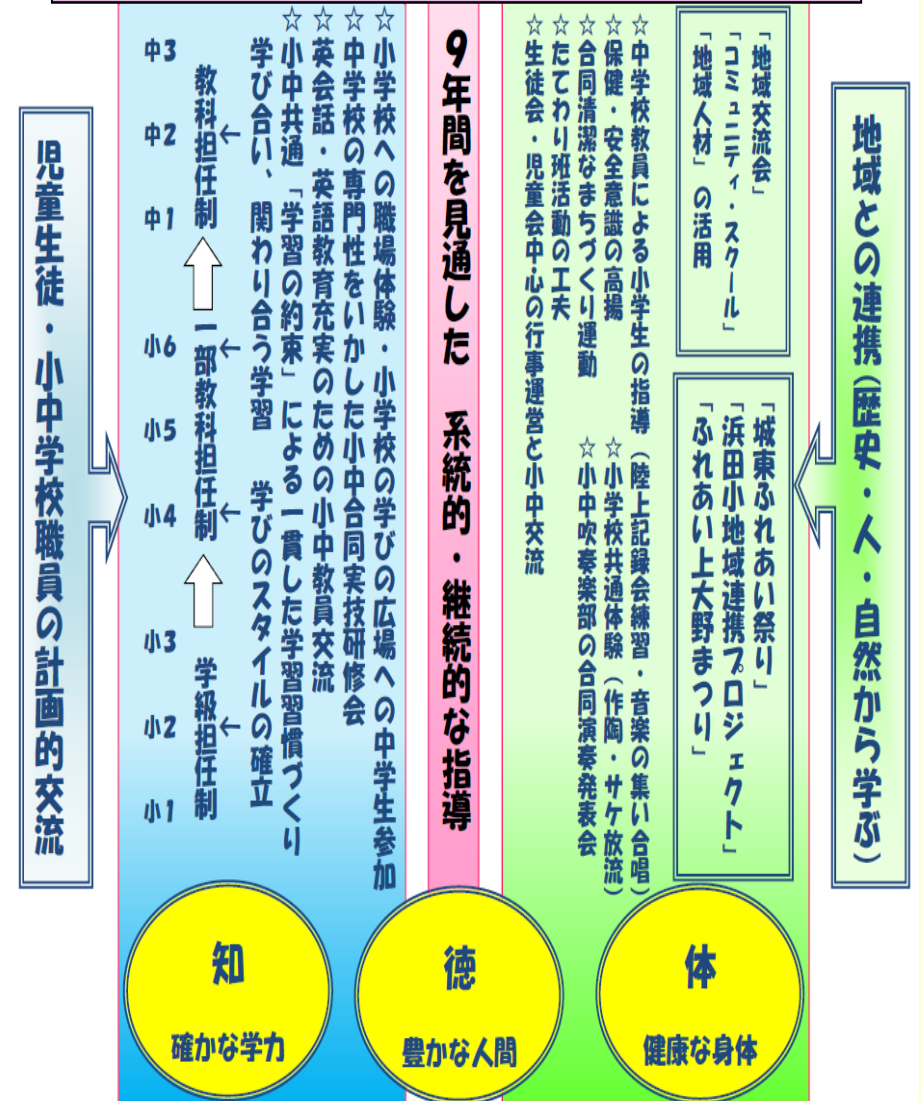 地域との連携(歴史・人・自然から学ぶ)
「地域交流会」
「コミュニティ・スクール」
「地域人材」の活用
「城東ふれあい祭り」
「浜田小地域連携プロジェクト」
「ふれあい上大野まつり」
☆中学校教員による小学生の指導(陸上記録会練習・音楽の集い合唱)
☆保健・安全意識の高揚
☆小学校共通体験(作陶・サケ放流)
☆合同清潔なまちづくり運動
☆小中吹奏楽部の合同演奏発表会
☆たてわり班活動の工夫
☆生徒会・児童会中心の行事運営と小中交流
9年間を見通した 系統的・継続的な指導
☆小学校への職場体験・小学校の学びの広場への中学生参加
☆中学校の専門性をいかした小中合同実技研修会
☆英会話・英語教育充実のための小中教員交流
☆小中共通「学習の約束」による一貫した学習習慣づくり
学び合い、関わり合う学習 学びのスタイルの確立
教科担任制
一部教科担任制
学級担任制
中3
中2
中1
小6
小5
小4
小3
小2
小1
児童生徒・小中学校職員の計画的交流
知
確かな学力
徳
豊かな人間
体
健康な身体